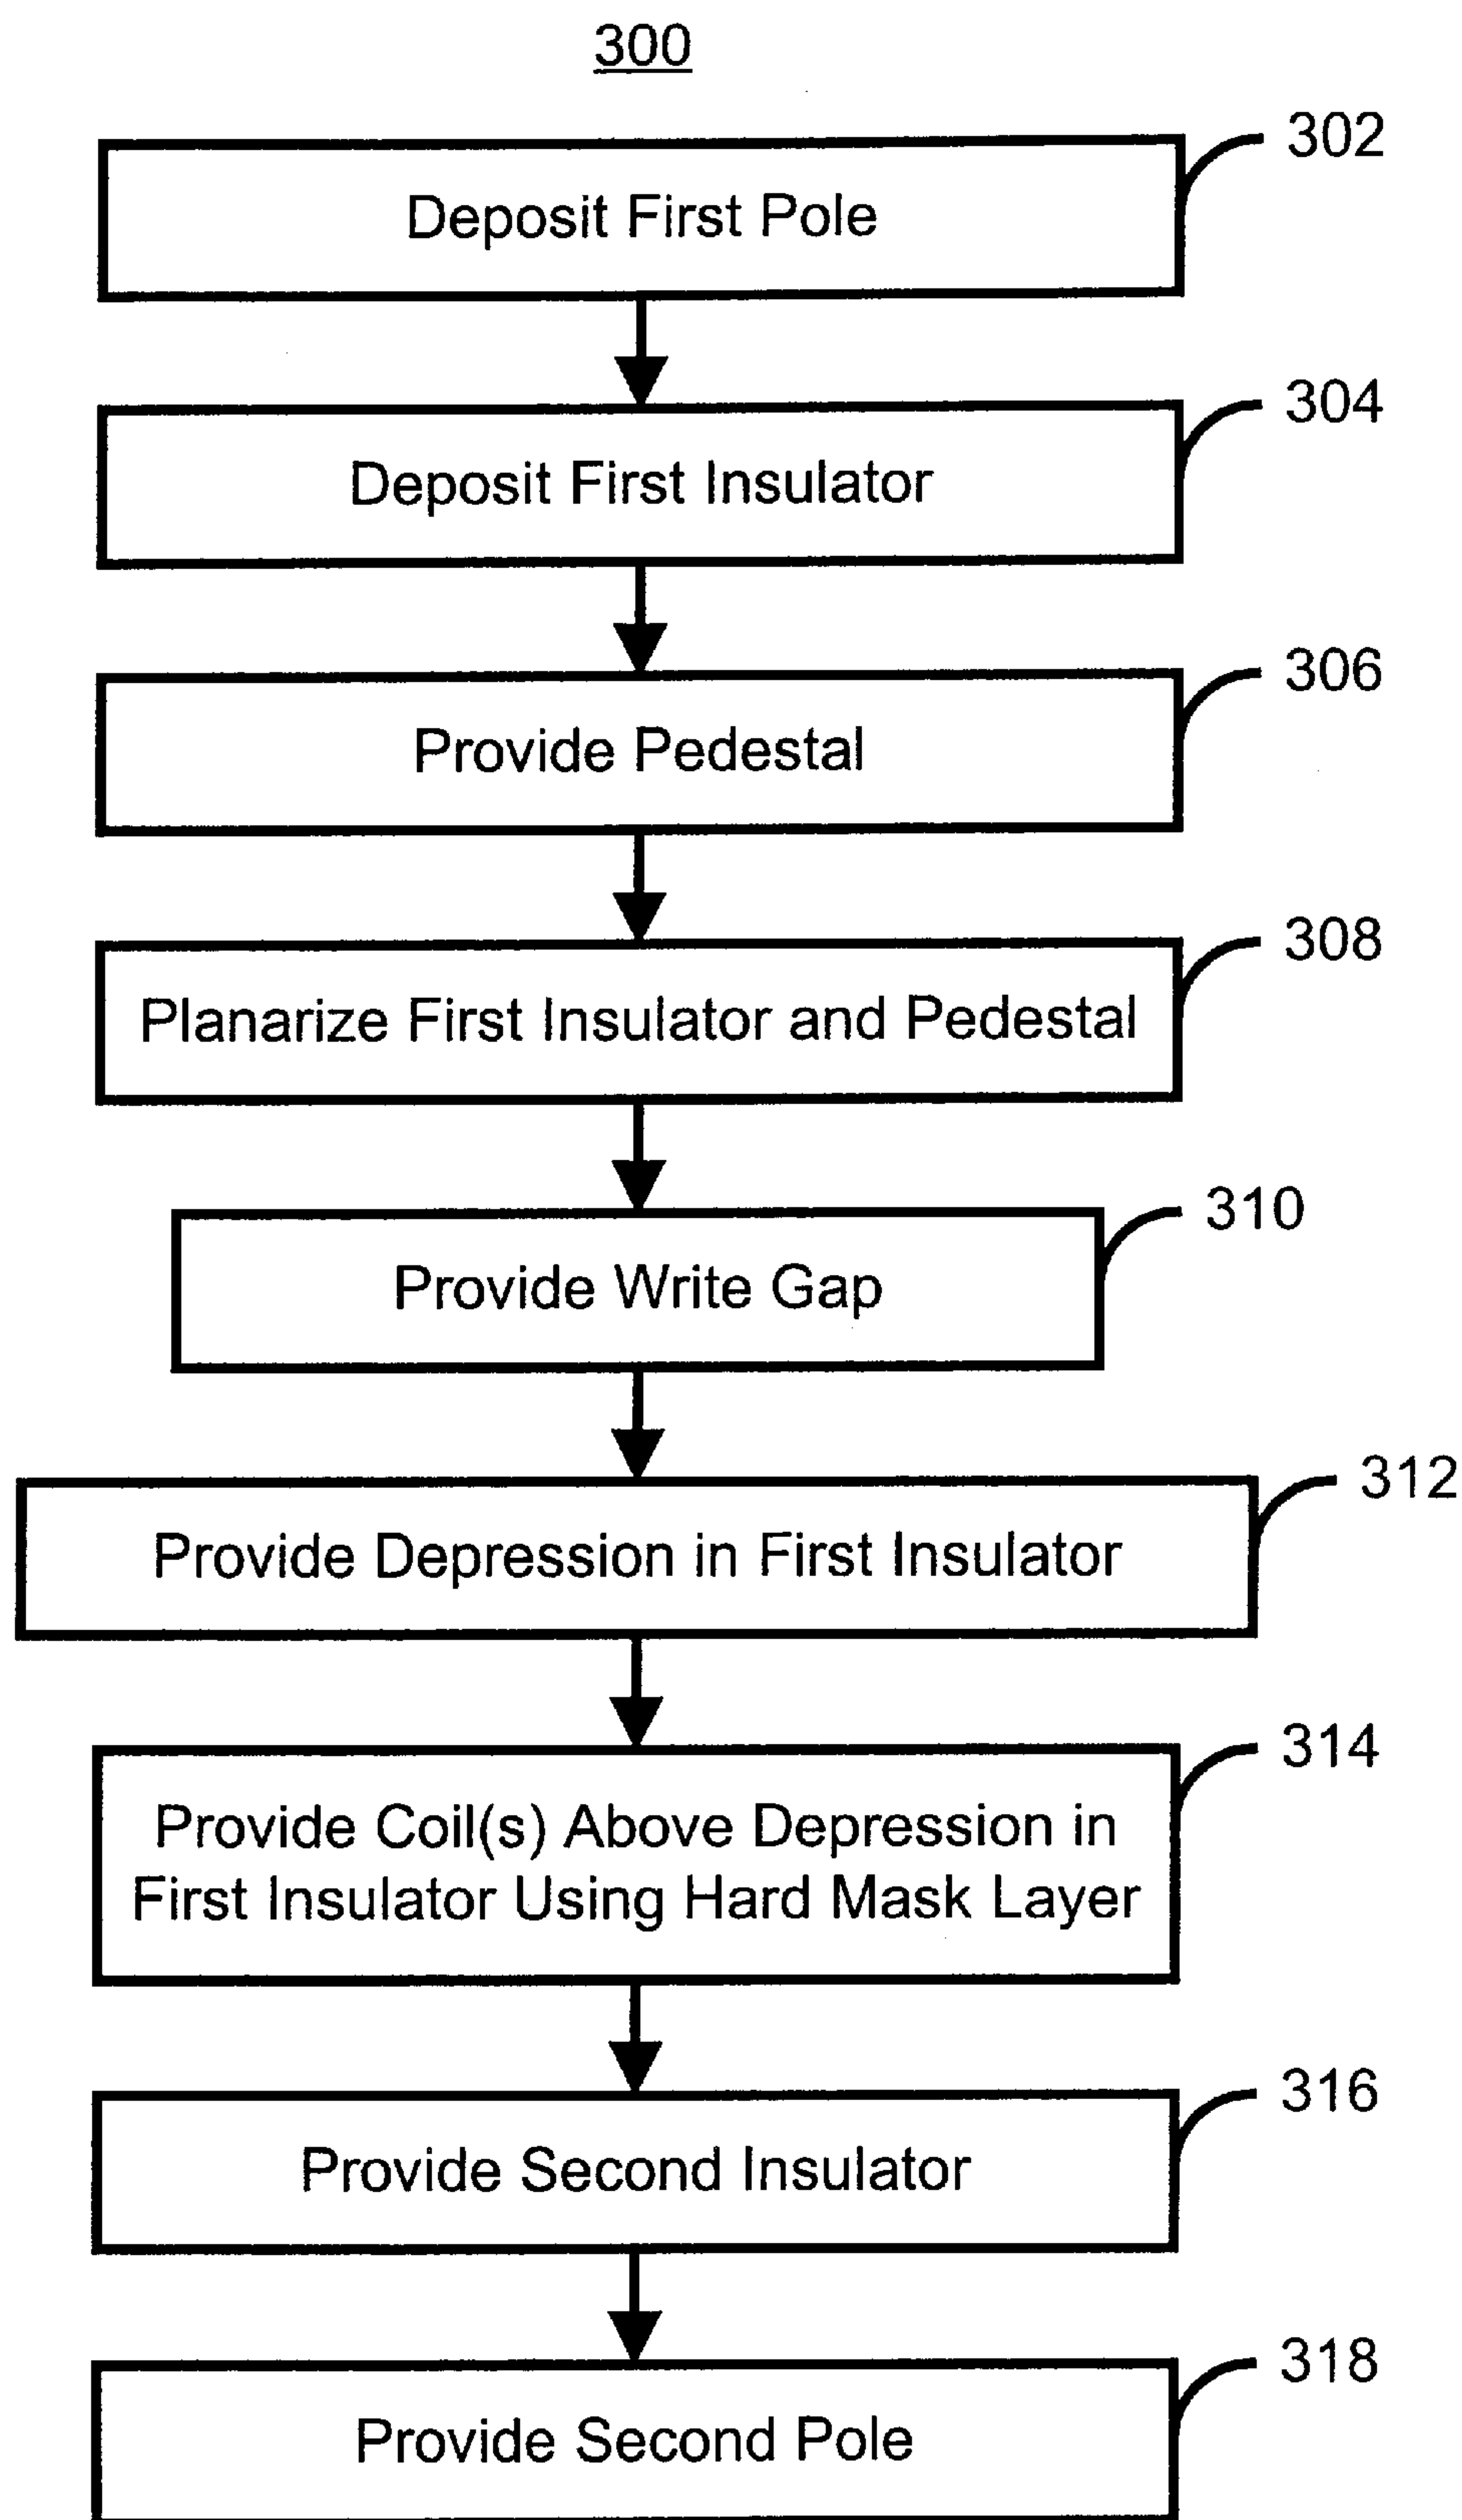 300
302
Deposit First Pole
304
Deposit First Insulator
306
Provide Pedestal
308
Planarize First Insulator and Pedestal
310
Provide Write Gap
312
Provide Depression in First Insulator
314
Provide Coil(s) Above Depression in
First Insulator Using Hard Mask Layer
316
Provide Second Insulator
318
Provide Second Pole